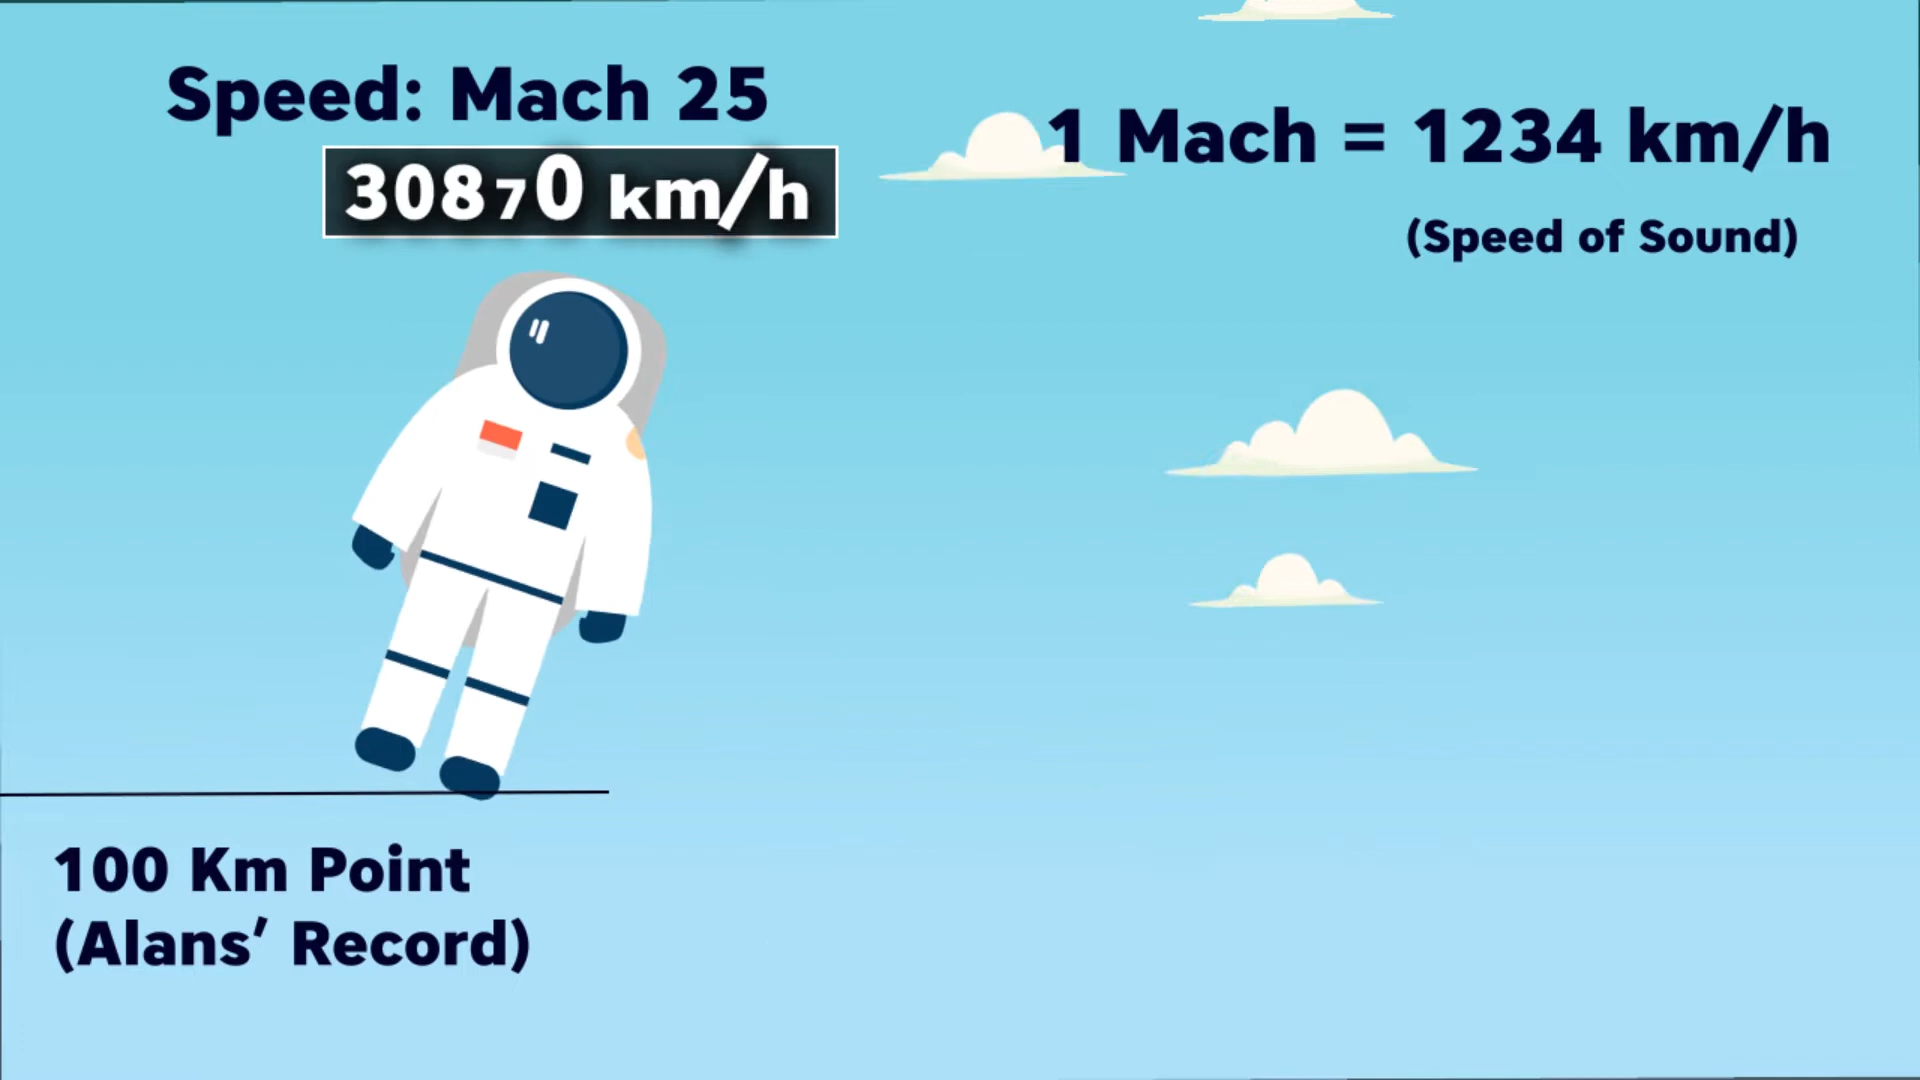 Speed: Mach 25
30870 km/h
1 Mach = 1234 km/h
(Speed of Sound)
100 Km Point
(Alans’ Record)